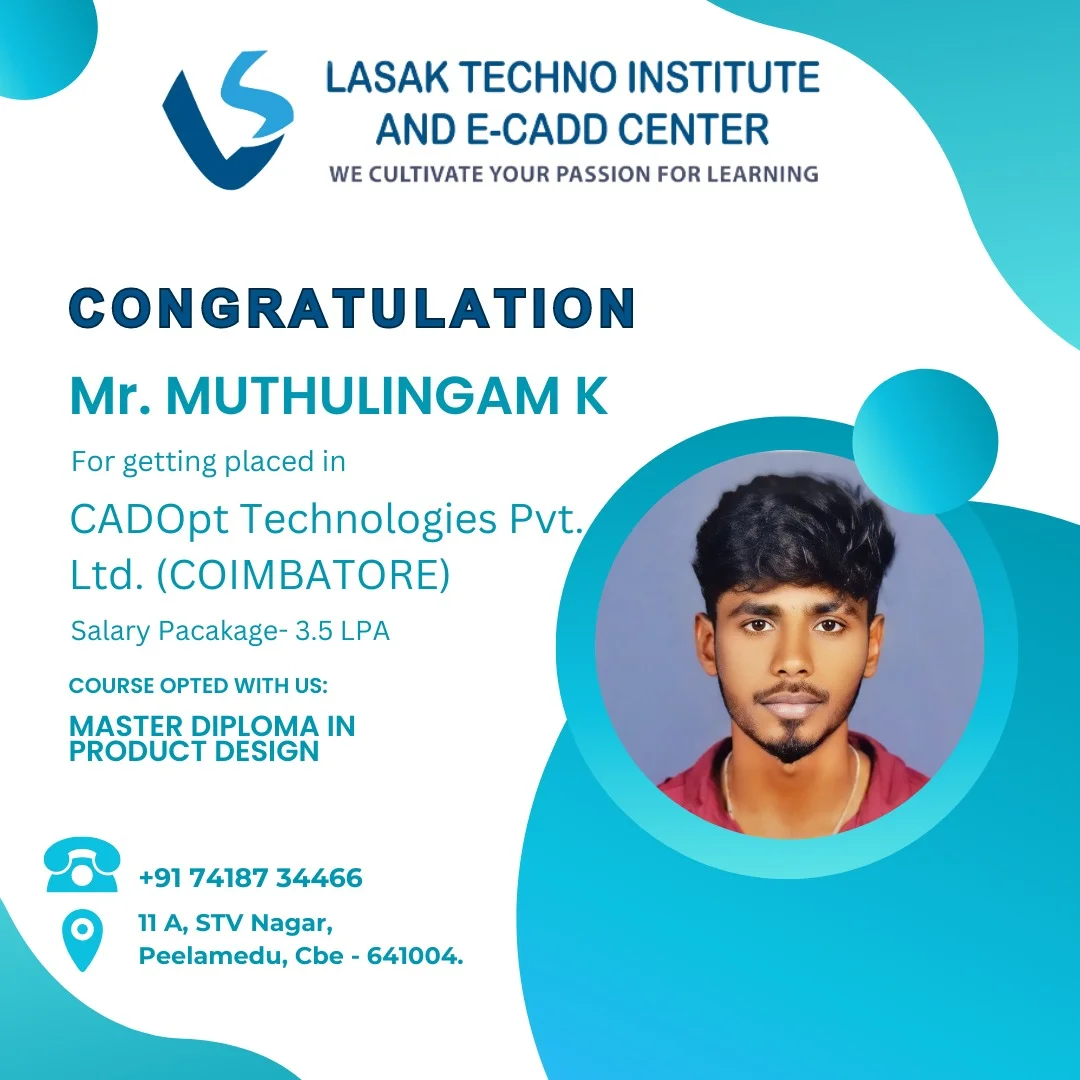 LASAK TECHNO INSTITUTE
AND E-CADD CENTER
WE CULTIVATE YOUR PASSION FOR LEARNING
CONGRATULATION
Mr. MUTHULINGAM K
For getting placed in
CADOpt Technologies Pvt.
Ltd. (COIMBATORE)
Salary Pacakage- 3.5 LPA
COURSE OPTED WITH US:
MASTER DIPLOMA IN
PRODUCT DESIGN
+91 74187 34466
11 A, STV Nagar,
Peelamedu, Cbe - 641004.